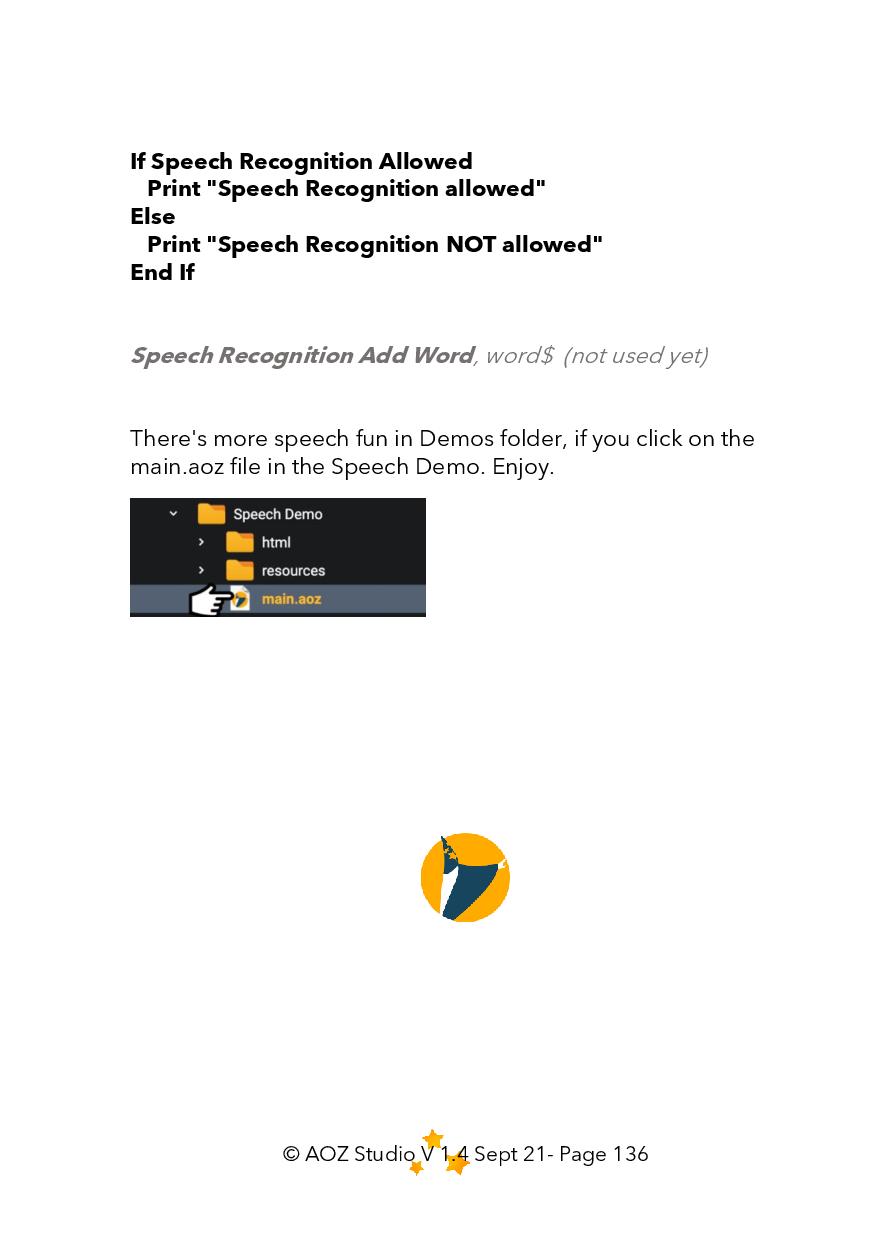 If Speech Recognition Allowed
Print "Speech Recognition allowed"
Else
Print "Speech Recognition NOT allowed"
End If
Speech Recognition Add Word, word$ (not used yet)
There's more speech fun in Demos folder, if you click on the
main.aoz file in the Speech Demo. Enjoy.
Speech Demo
html
resources
main.aoz
© AOZ Studio V 1.4 Sept 21- Page 136